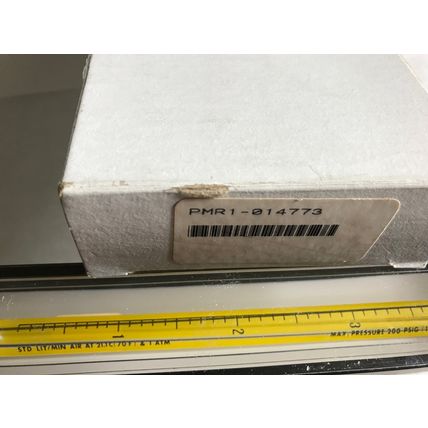 PMR1-014773
1 2 3
STD. LIT/MIN AIR AT 21.1C.(70F. & 1 ATM
MAX. PRESSURE 200 PSIG